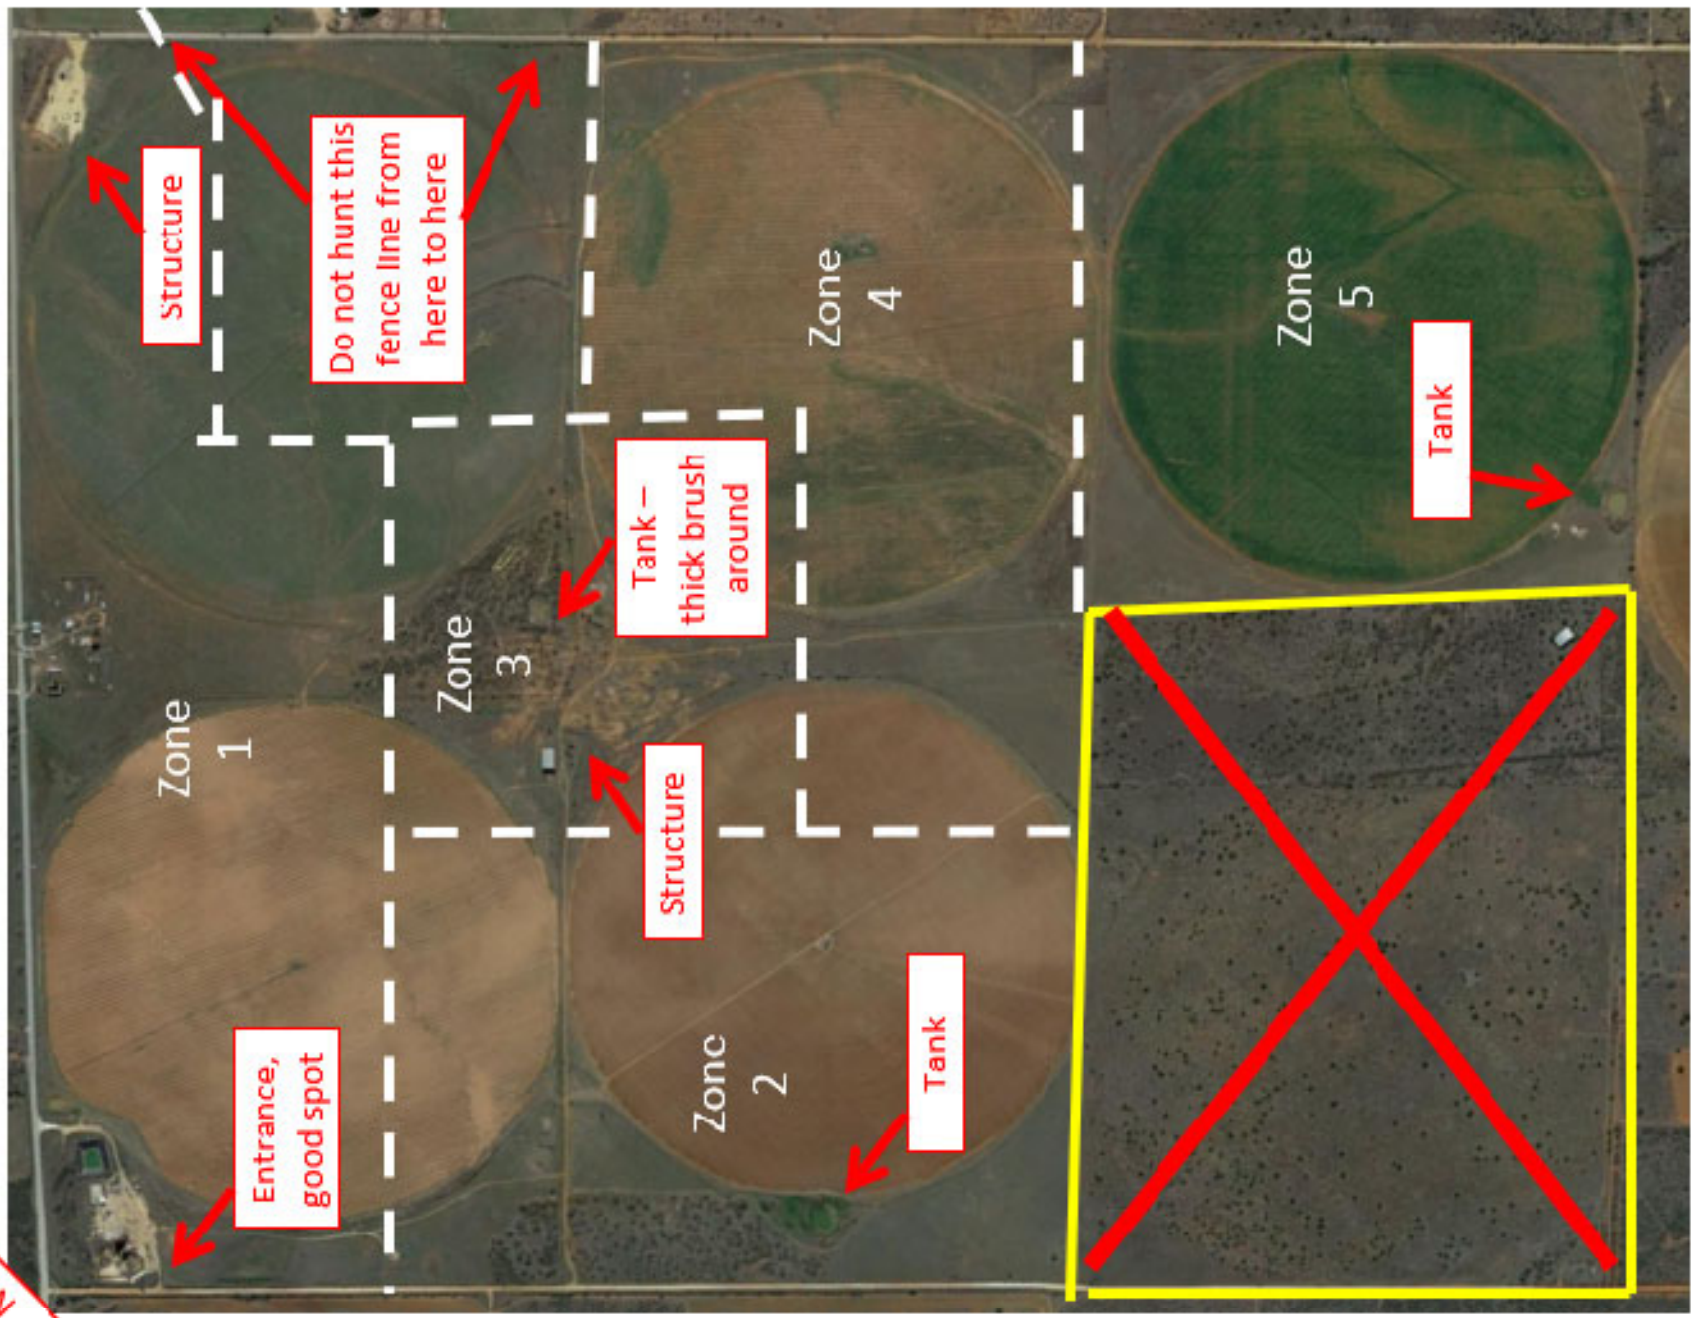 N
Zone
1
Structure
Entrance,
good spot
Do not hunt this
fence line from
here to here
Zone
3
Tank –
thick brush
around
Structure
Zone
2
Zone
4
Tank
Zone
5
Tank